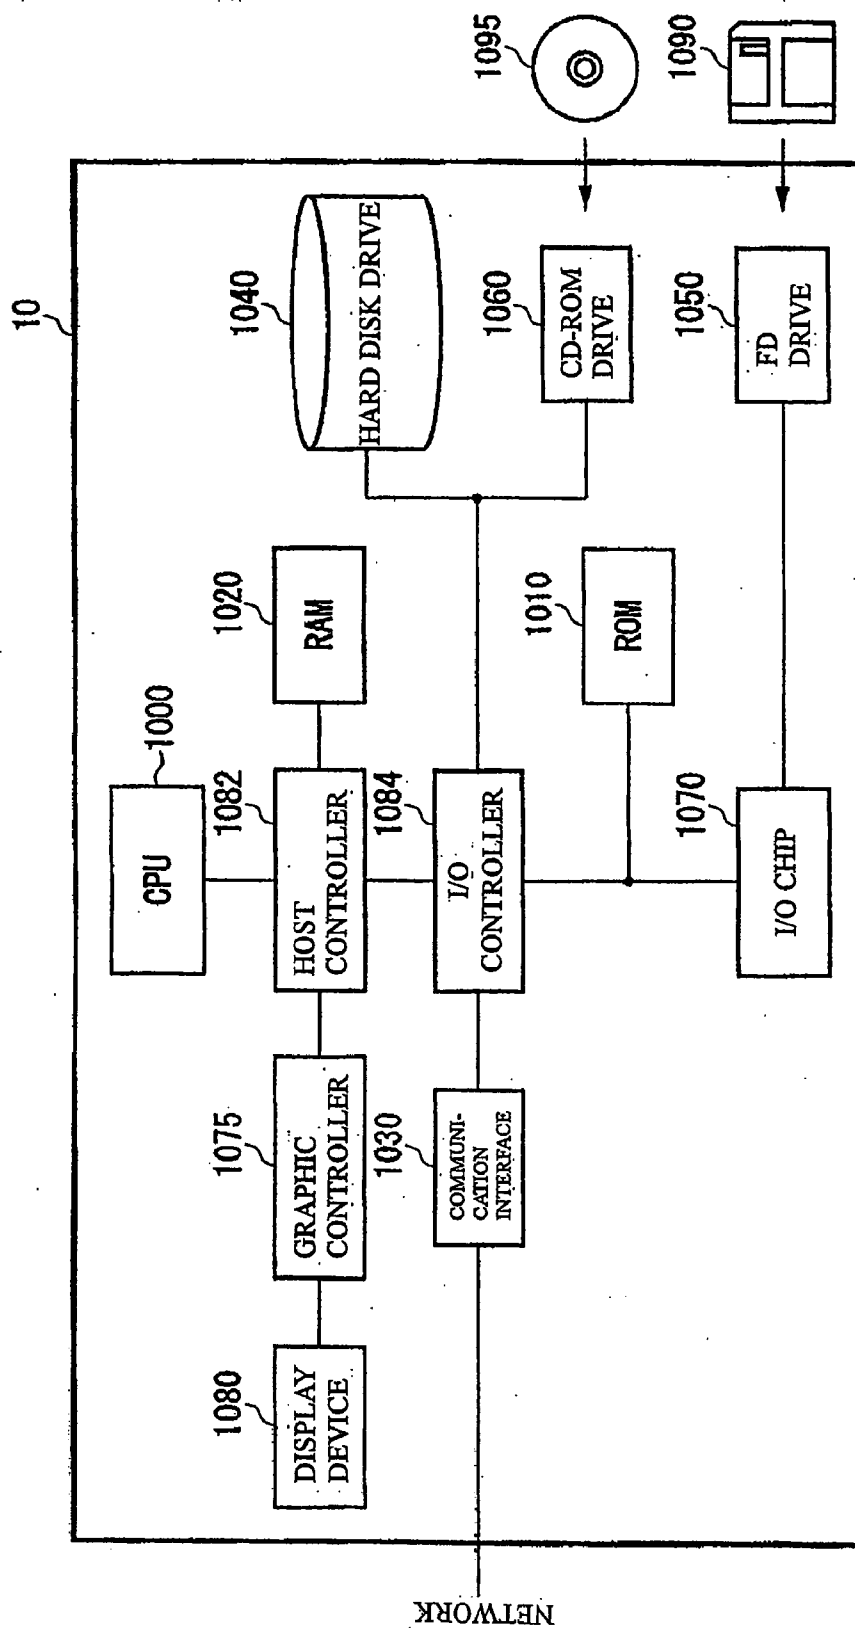 10
1000
CPU
1080
DISPLAY
DEVICE
1075
GRAPHIC
CONTROLLER
1082
HOST
CONTROLLER
1020
RAM
1040
HARD DISK DRIVE
NETWORK
1030
COMMUNI-
CATION
INTERFACE
1084
I/O
CONTROLLER
1060
CD-ROM
DRIVE
1095
1010
ROM
1070
I/O CHIP
1050
FD
DRIVE
1090